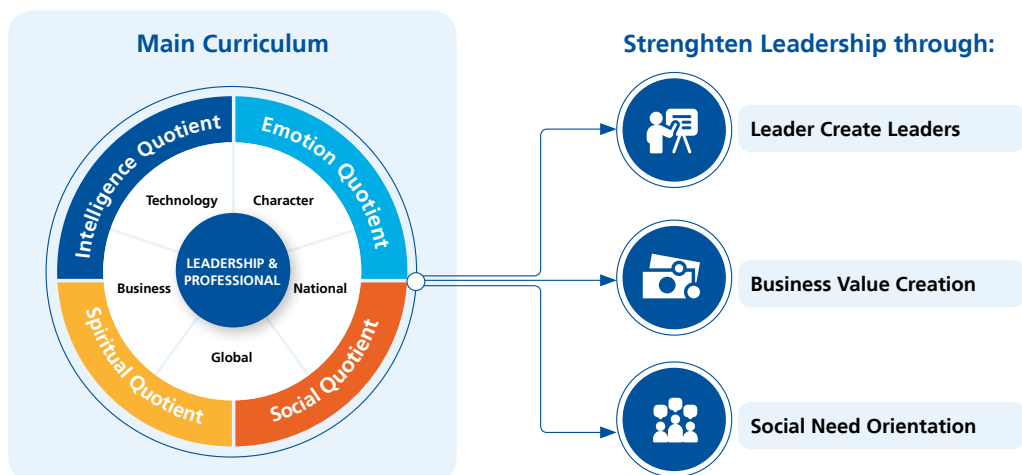 Main Curriculum
Intelligence Quotient
Emotion Quotient
Technology
Character
LEADERSHIP &
PROFESSIONAL
Business
National
Global
Spiritual Quotient
Social Quotient
Strenghten Leadership through:
Leader Create Leaders
Business Value Creation
Social Need Orientation